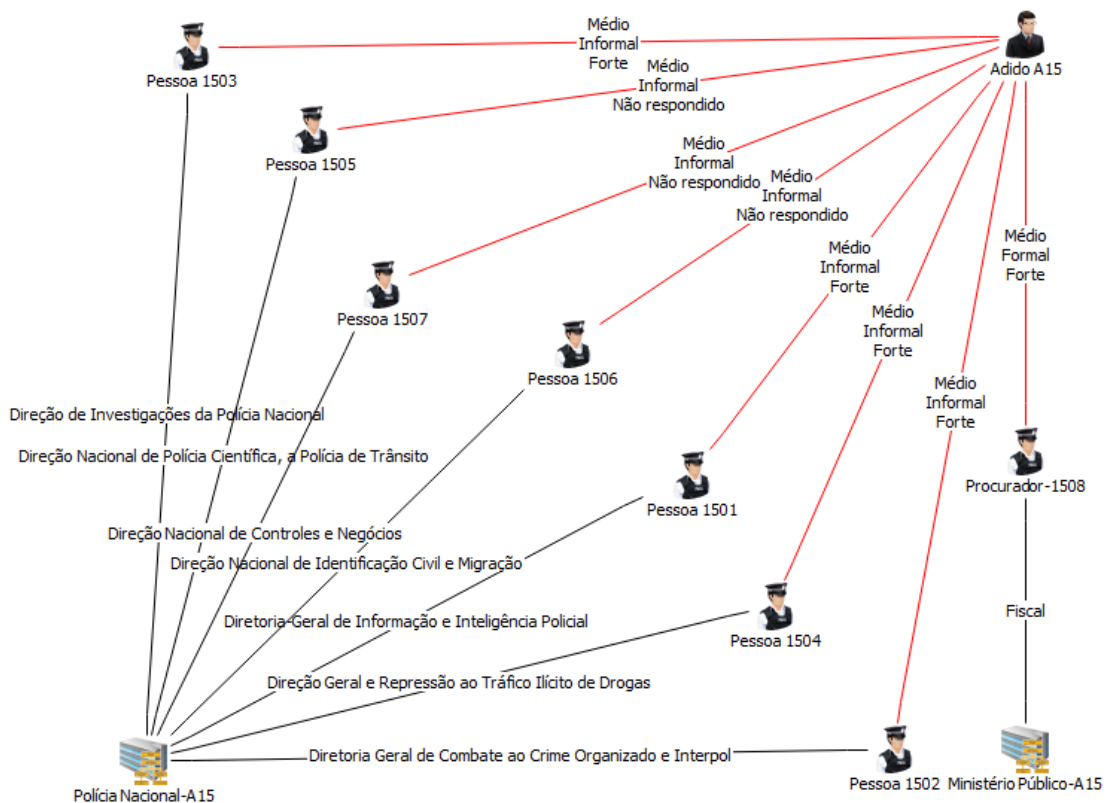 Médio
Informal
Forte
Pessoa 1503
Adido A15
Médio
Informal
Não respondido
Pessoa 1505
Médio
Informal
Não respondido
Médio
Informal
Não respondido
Médio
Informal
Forte
Médio
Formal
Forte
Pessoa 1507
Médio
Informal
Forte
Pessoa 1506
Médio
Informal
Forte
Direção de Investigações da Polícia Nacional
Direção Nacional de Polícia Científica, a Polícia de Trânsito
Procurador-1508
Pessoa 1501
Direção Nacional de Controles e Negócios
Direção Nacional de Identificação Civil e Migração
Diretoria-Geral de Informação e Inteligência Policial
Fiscal
Pessoa 1504
Direção Geral e Repressão ao Tráfico Ilícito de Drogas
Diretoria Geral de Combate ao Crime Organizado e Interpol
Pessoa 1502
Ministério Público-A15
Polícia Nacional-A15